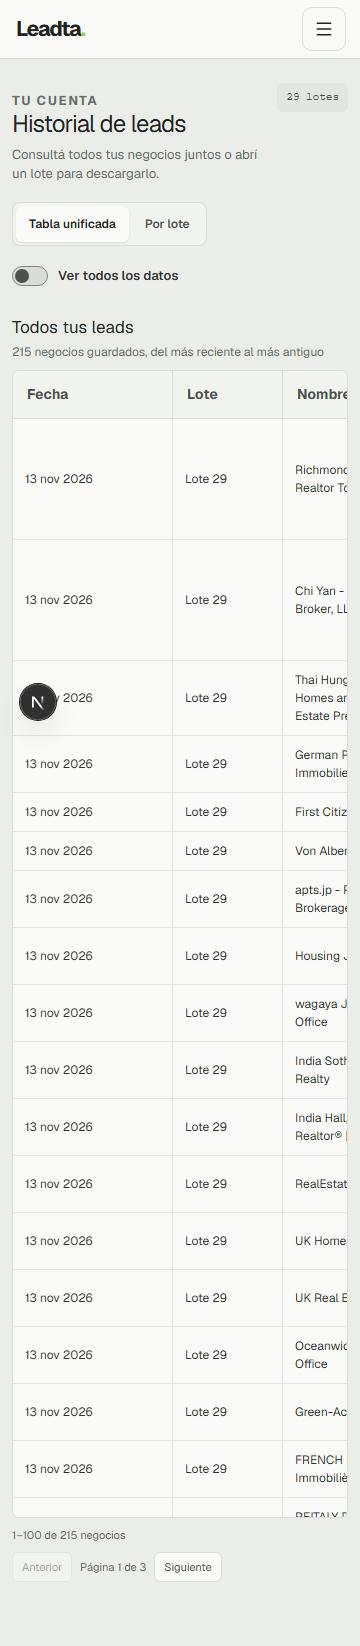 Leadta.
TU CUENTA
29 lotes
Historial de leads
Consultá todos tus negocios juntos o abrí
un lote para descargarlo.
Tabla unificada Por lote
Ver todos los datos
Todos tus leads
215 negocios guardados, del más reciente al más antiguo
Fecha Lote Nombre
13 nov 2026 Lote 29 Richmond
Realtor To
13 nov 2026 Lote 29 Chi Yan -
Broker, LL
2026 Lote 29 Thai Hung
Homes an
Estate Pre
N
13 nov 2026 Lote 29 German P
Immobilie
13 nov 2026 Lote 29 First Citiz
13 nov 2026 Lote 29 Von Alber
13 nov 2026 Lote 29 apts.jp -
Brokerage
13 nov 2026 Lote 29 Housing
13 nov 2026 Lote 29 wagaya J
Office
13 nov 2026 Lote 29 India Soth
Realty
13 nov 2026 Lote 29 India Hall
Realtor®
13 nov 2026 Lote 29 RealEstat
13 nov 2026 Lote 29 UK Home
13 nov 2026 Lote 29 UK Real E
13 nov 2026 Lote 29 Oceanwid
Office
13 nov 2026 Lote 29 Green-Ac
13 nov 2026 Lote 29 FRENCH
Immobiliè
1–100 de 215 negocios
Anterior Página 1 de 3 Siguiente